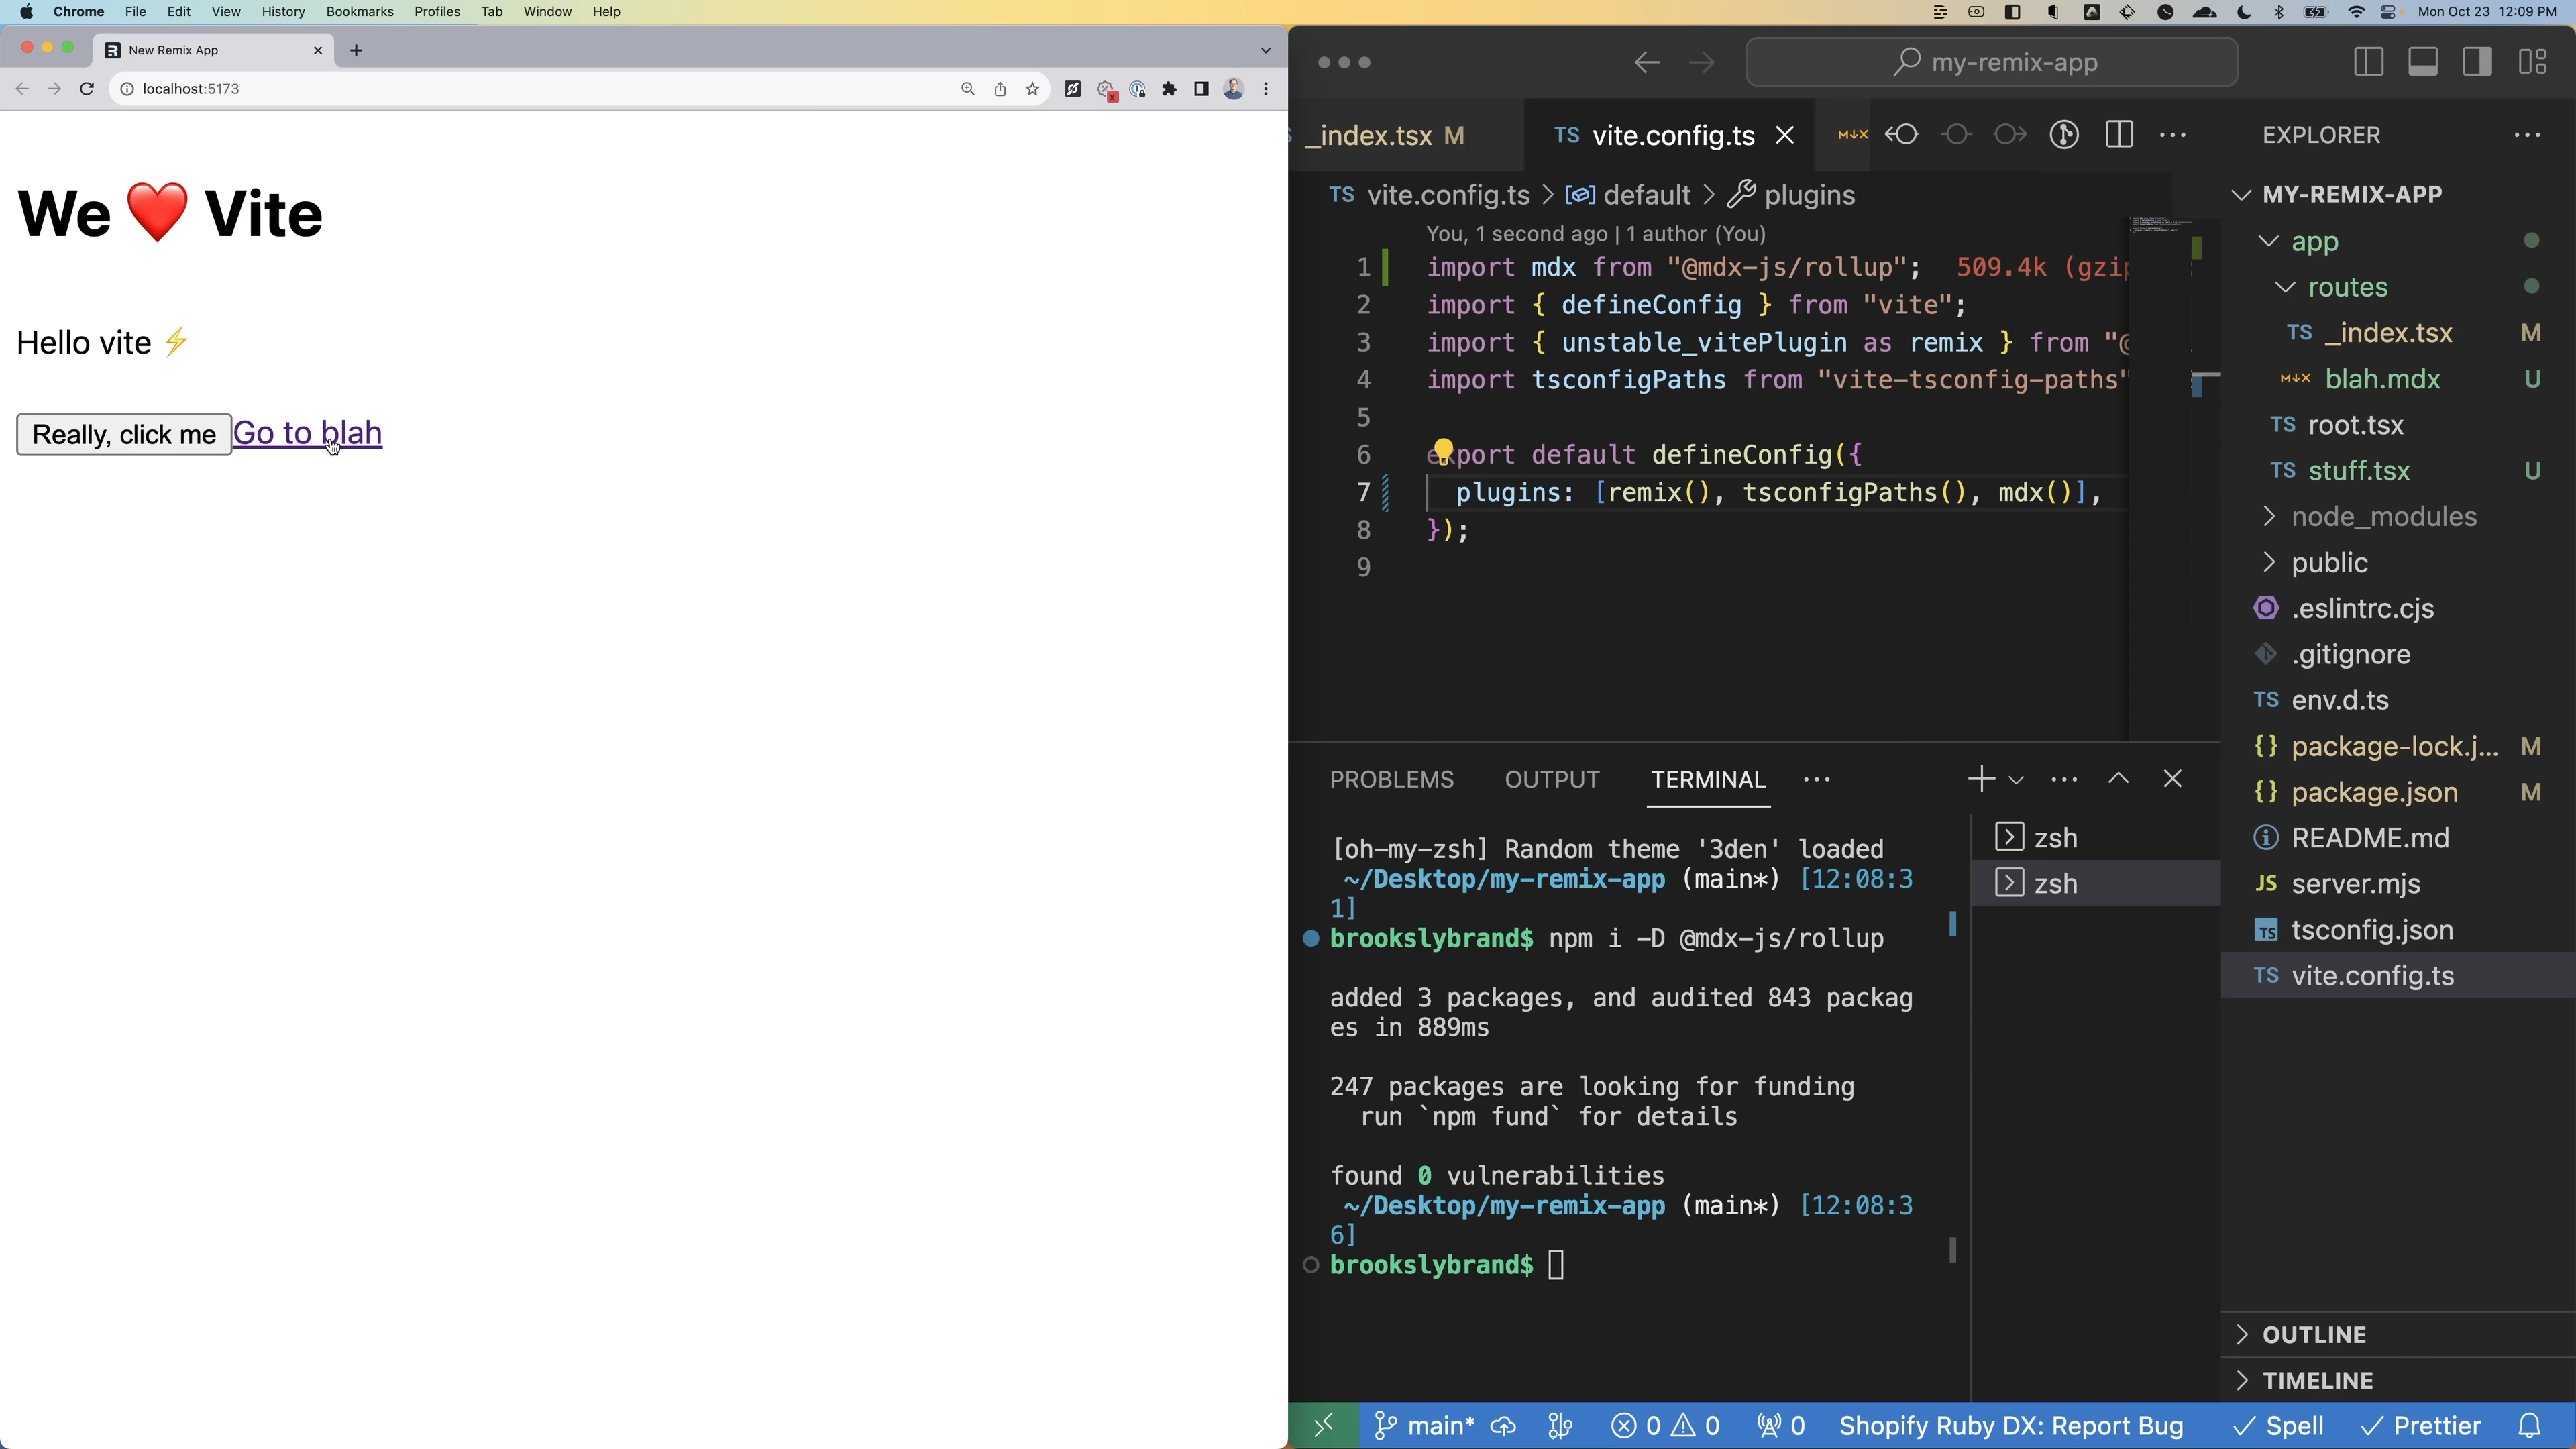 Chrome File Edit View History Bookmarks Profiles Tab Window Help
Mon Oct 23 12:09 PM
New Remix App
localhost:5173
We ❤️ Vite
Hello vite ⚡
Really, click me
Go to blah
my-remix-app
_index.tsx M
TS vite.config.ts
TS vite.config.ts > default > plugins
You, 1 second ago | 1 author (You)
1 import mdx from "@mdx-js/rollup"; 509.4k (gzip
2 import { defineConfig } from "vite";
3 import { unstable_vitePlugin as remix } from "@
4 import tsconfigPaths from "vite-tsconfig-paths"
5
6 export default defineConfig({
7 plugins: [remix(), tsconfigPaths(), mdx()],
8 });
9
PROBLEMS OUTPUT TERMINAL
[oh-my-zsh] Random theme '3den' loaded
~/Desktop/my-remix-app (main*) [12:08:3
1]
brookslybrand$ npm i -D @mdx-js/rollup
added 3 packages, and audited 843 packag
es in 889ms
247 packages are looking for funding
run `npm fund` for details
found 0 vulnerabilities
~/Desktop/my-remix-app (main*) [12:08:3
6]
brookslybrand$
zsh
zsh
EXPLORER
MY-REMIX-APP
app
routes
TS _index.tsx M
blah.mdx U
TS root.tsx
TS stuff.tsx U
node_modules
public
.eslintrc.cjs
.gitignore
TS env.d.ts
{} package-lock.j... M
{} package.json M
README.md
JS server.mjs
TS tsconfig.json
TS vite.config.ts
OUTLINE
TIMELINE
main* 0 0 0 Shopify Ruby DX: Report Bug Spell Prettier